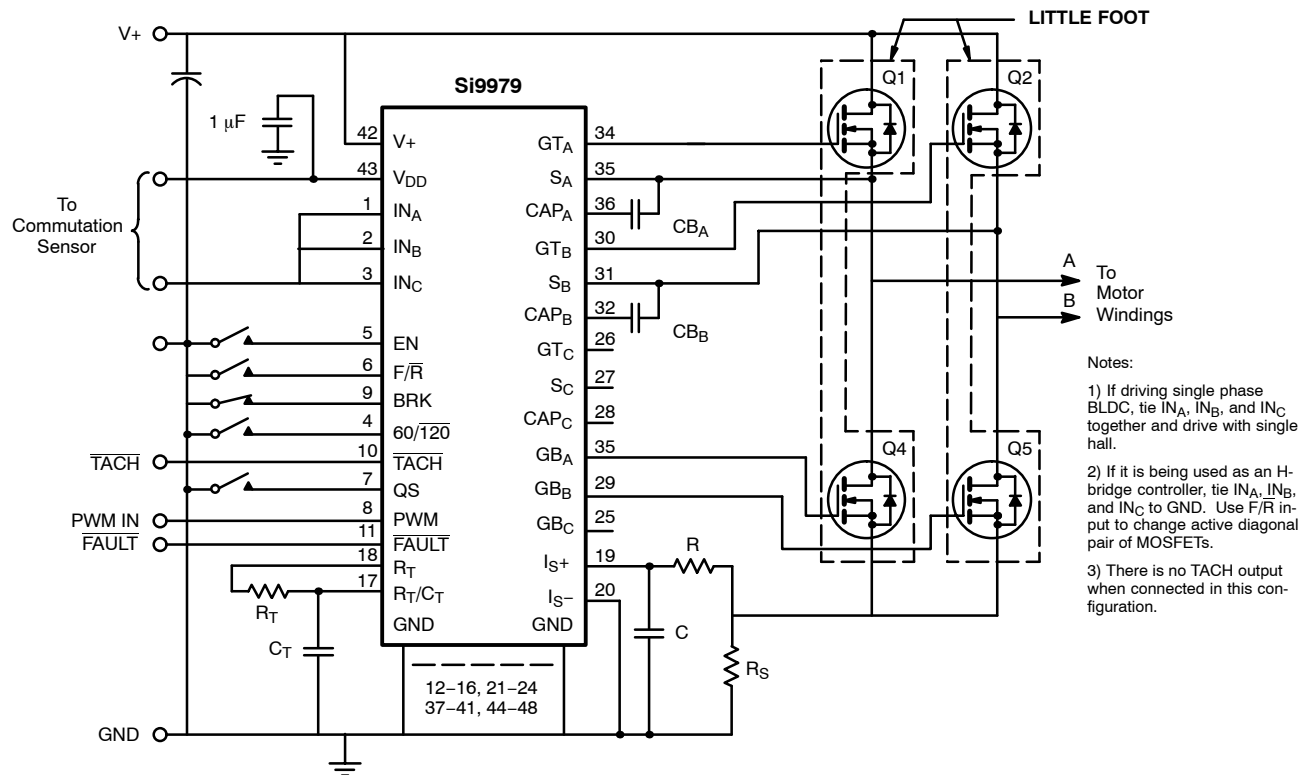 LITTLE FOOT
V+
Si9979
Q1
Q2
1 μF
42
V+
GTA
34
43
VDD
SA
35
To
Commutation
Sensor
1
INA
CAPA
36
CBA
2
INB
GTB
30
3
INC
SB
31
CAPB
32
CBB
A
To
Motor
Windings
B
5
EN
GTC
26
6
F/R̅
SC
27
9
BRK
CAPC
28
4
60/1̅2̅0̅
GBA
35
Q4
Q5
T̅A̅C̅H̅
10
T̅A̅C̅H̅
GBB
29
7
QS
GBC
25
PWM IN
8
PWM
F̅A̅U̅L̅T̅
11
F̅A̅U̅L̅T̅
18
RT
IS+
19
R
17
RT/CT
IS−
20
RT
GND
GND
C
CT
RS
12−16, 21−24
37−41, 44−48
GND
Notes:
1) If driving single phase
BLDC, tie INA, INB, and INC
together and drive with single
hall.
2) If it is being used as an H-
bridge controller, tie INA, INB,
and INC to GND. Use F/R̅ in-
put to change active diagonal
pair of MOSFETs.
3) There is no TACH output
when connected in this con-
figuration.